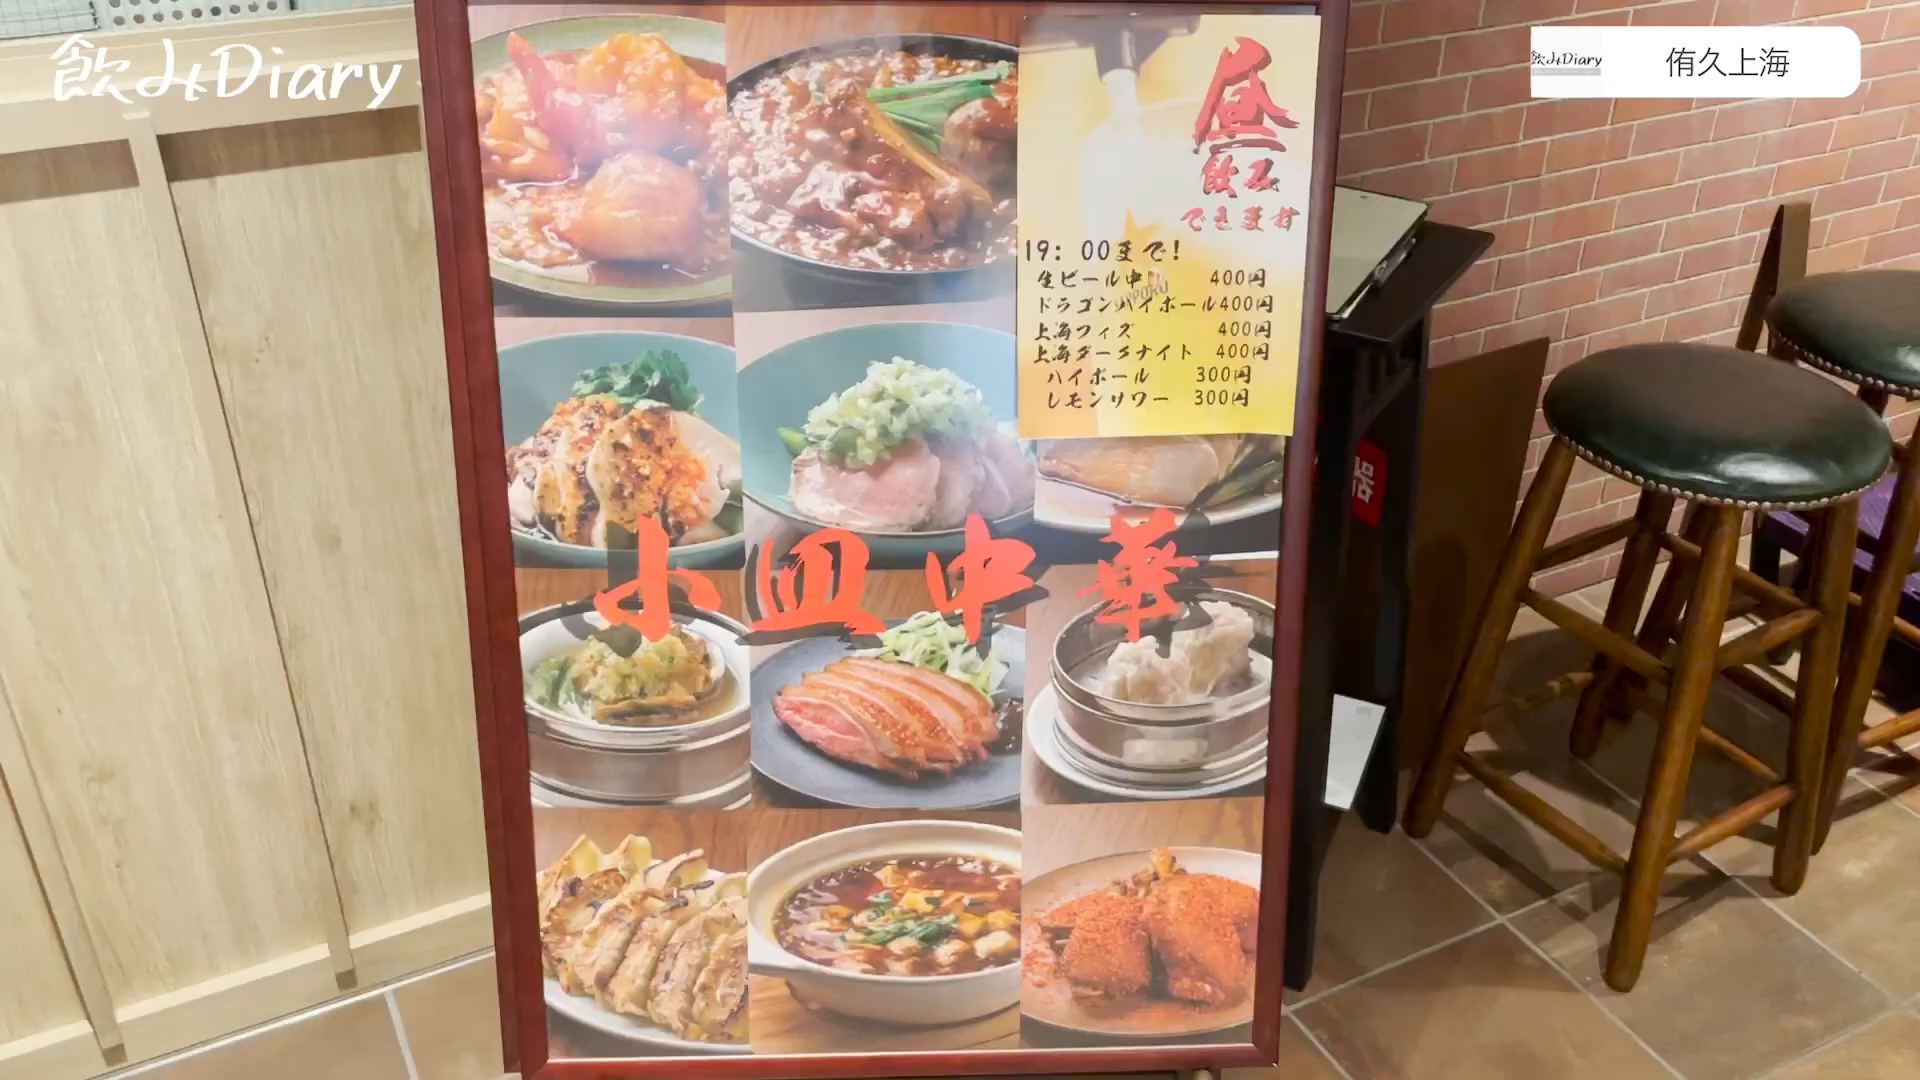 飲みDiary
飲みDiary
侑久上海
昼
飲み
できます
19：00まで!
生ビール中 400円
ドラゴンハイボール400円
上海フィズ 400円
上海ダークナイト 400円
ハイボール 300円
レモンサワー 300円
小皿中華